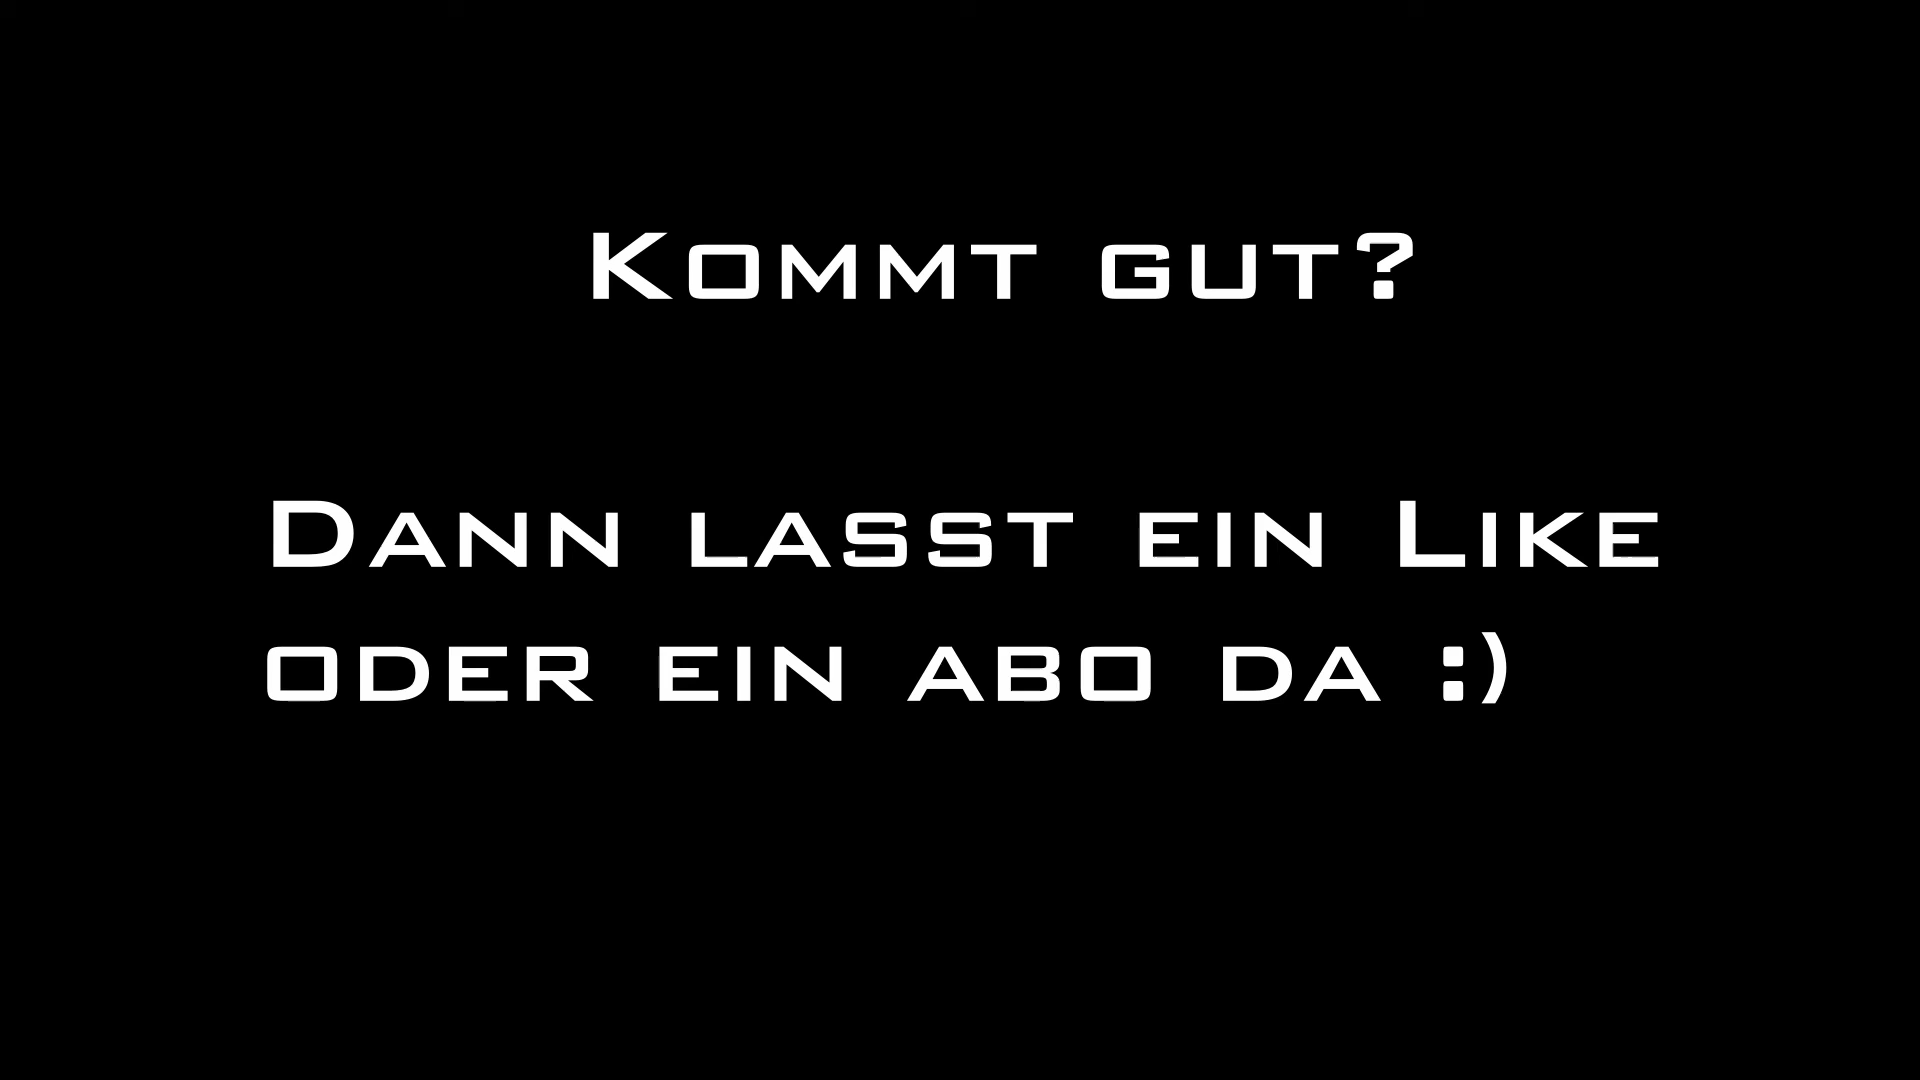 Kommt gut?
Dann lasst ein Like
oder ein abo da :)